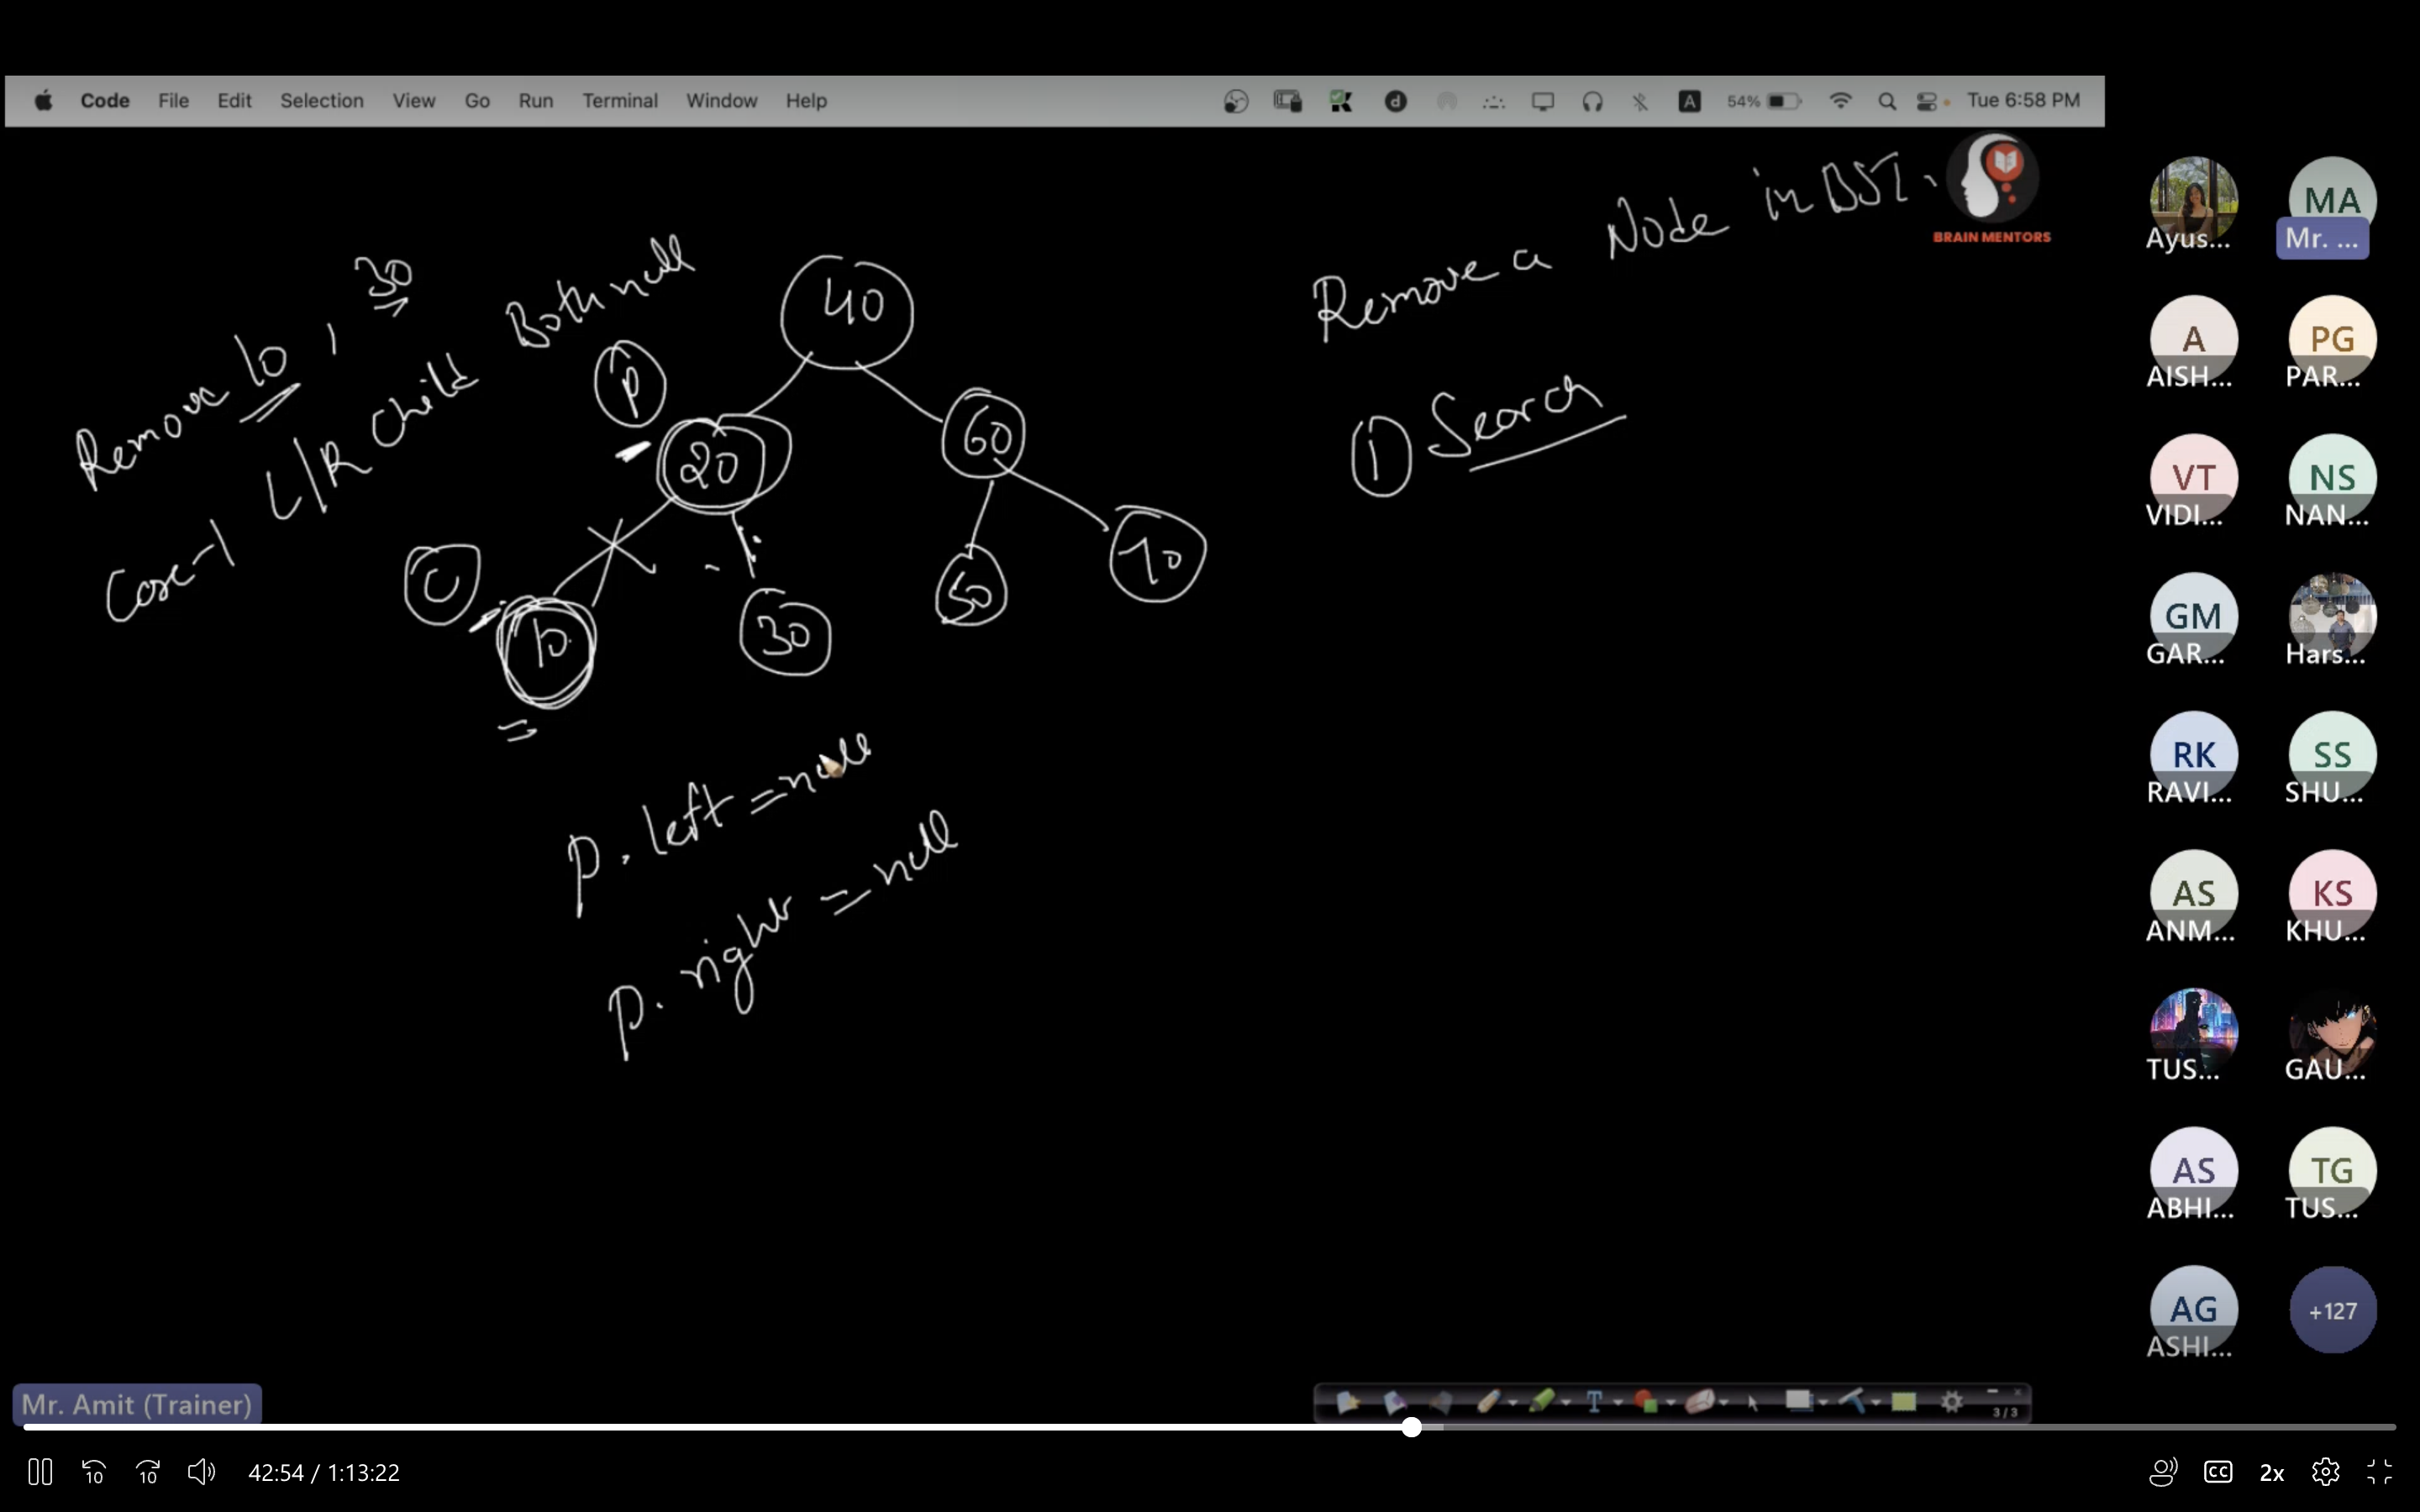 Code File Edit Selection View Go Run Terminal Window Help 54% Tue 6:58 PM
Remove a Node in BST.
BRAIN MENTORS
① Search
Remove 10, 30
Case-1 L/R Child Both null
40
P
20
60
C
10
30
50
70
p.left = null
p.right = null
Ayus...
MA
Mr. ...
A
AISH...
PG
PAR...
VT
VIDI...
NS
NAN...
GM
GAR...
Hars...
RK
RAVI...
SS
SHU...
AS
ANM...
KS
KHU...
TUS...
GAU...
AS
ABHI...
TG
TUS...
AG
ASHI...
+127
Mr. Amit (Trainer)
3/3
10 10 42:54 / 1:13:22
CC 2x